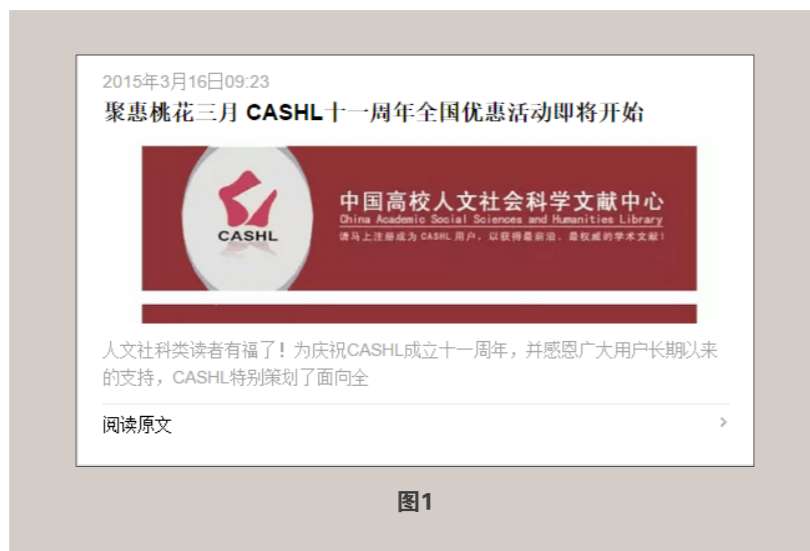 2015年3月16日09:23
聚惠桃花三月 CASHL十一周年全国优惠活动即将开始
CASHL
中国高校人文社会科学文献中心
China Academic Social Sciences and Humanities Library
请马上注册成为 CASHL 用户，以获得最前沿、最权威的学术文献！
人文社科类读者有福了！为庆祝CASHL成立十一周年，并感恩广大用户长期以来
的支持，CASHL特别策划了面向全
阅读原文
图1